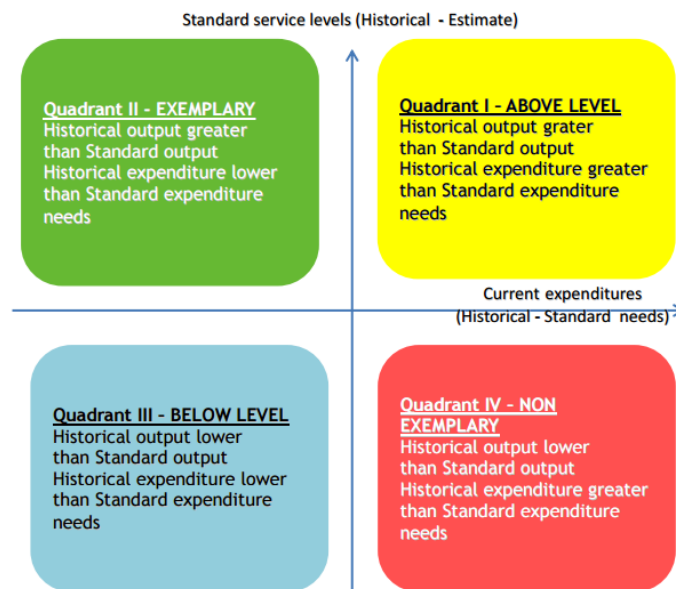 Standard service levels (Historical - Estimate)
Quadrant II - EXEMPLARY
Historical output greater
than Standard output
Historical expenditure lower
than Standard expenditure
needs
Quadrant I - ABOVE LEVEL
Historical output grater
than Standard output
Historical expenditure greater
than Standard expenditure
needs
Current expenditures
(Historical - Standard needs)
Quadrant III - BELOW LEVEL
Historical output lower
than Standard output
Historical expenditure lower
than Standard expenditure
needs
Quadrant IV - NON
EXEMPLARY
Historical output lower
than Standard output
Historical expenditure greater
than Standard expenditure
needs